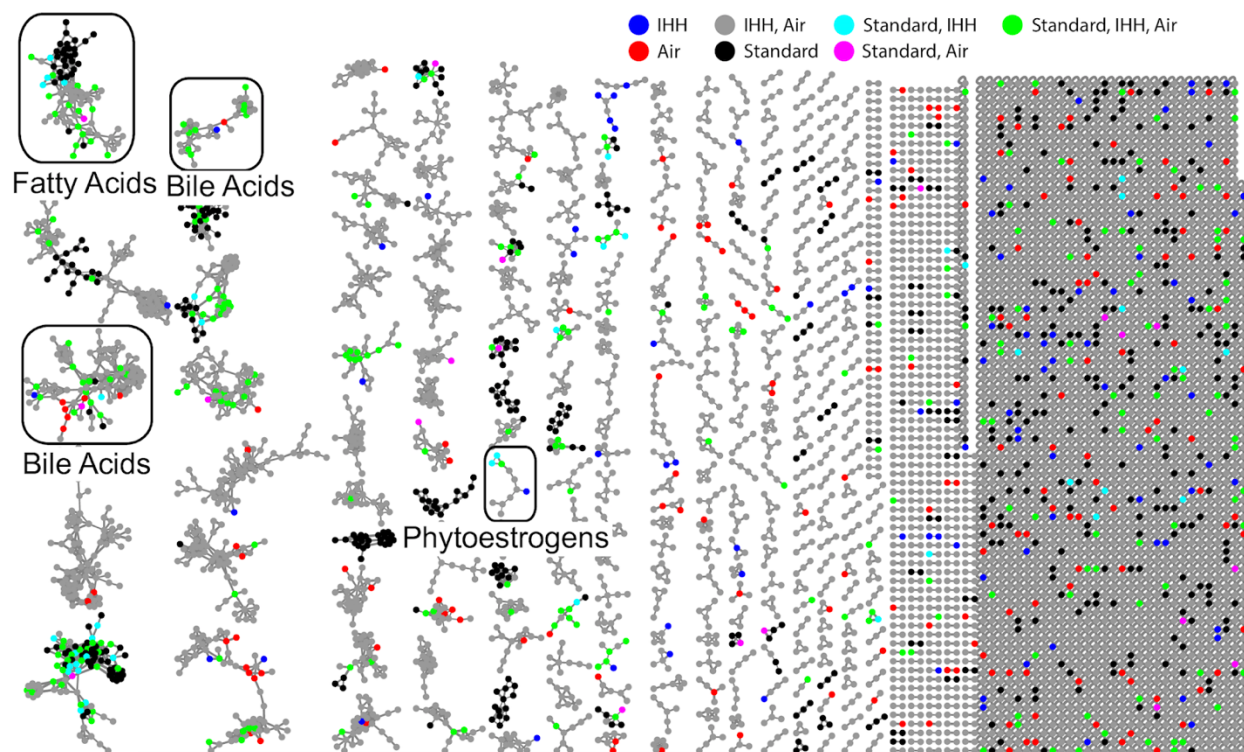 IHH
IHH, Air
Standard, IHH
Standard, IHH, Air
Air
Standard
Standard, Air
Fatty Acids
Bile Acids
Bile Acids
Phytoestrogens